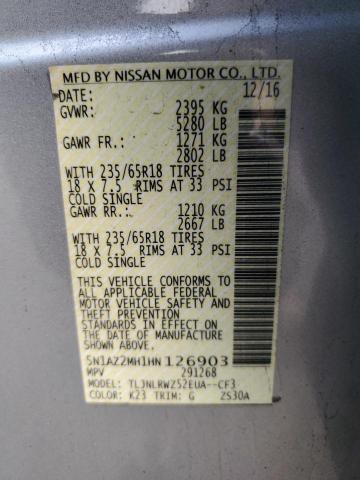 MFD BY NISSAN MOTOR CO., LTD.
DATE: 12/16
GVWR: 2395 KG
5280 LB
GAWR FR: 1271 KG
2802 LB
WITH 235/65R18 TIRES
18 X 7.5 RIMS AT 33 PSI
COLD SINGLE
GAWR RR: 1210 KG
2667 LB
WITH 235/65R18 TIRES
18 X 7.5 RIMS AT 33 PSI
COLD SINGLE
THIS VEHICLE CONFORMS TO ALL
APPLICABLE FEDERAL
MOTOR VEHICLE SAFETY
AND THEFT PREVENTION
STANDARDS IN EFFECT ON
THE DATE OF MANUFACTURE
SHOWN ABOVE.
5N1AZ2MH1HN126903
MPV 291268
MODEL: TLJNLRWZ52EUA--CF3
COLOR: K23 TRIM: G ZS30A